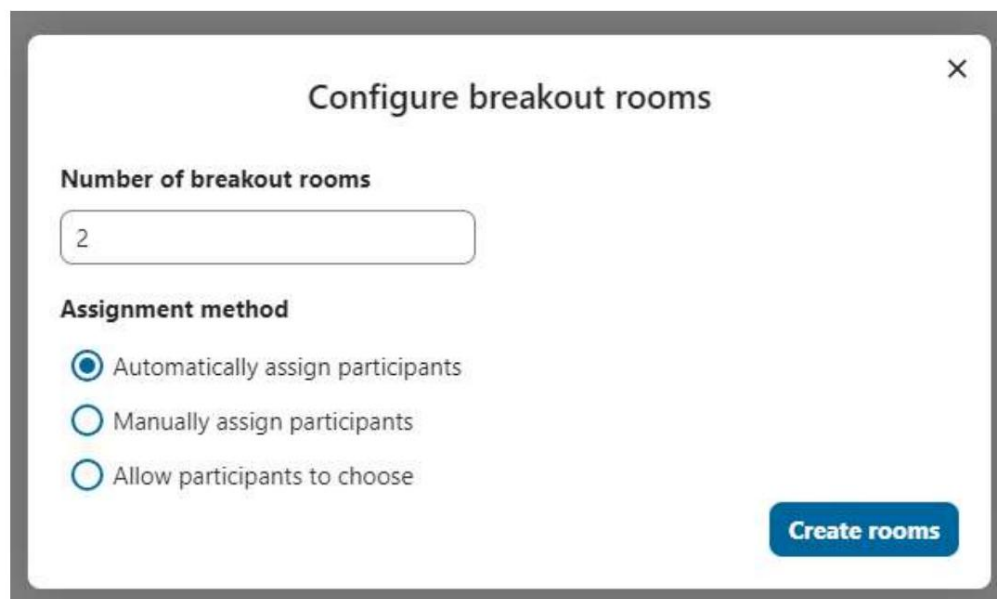 Configure breakout rooms
Number of breakout rooms
2
Assignment method
Automatically assign participants
Manually assign participants
Allow participants to choose
Create rooms